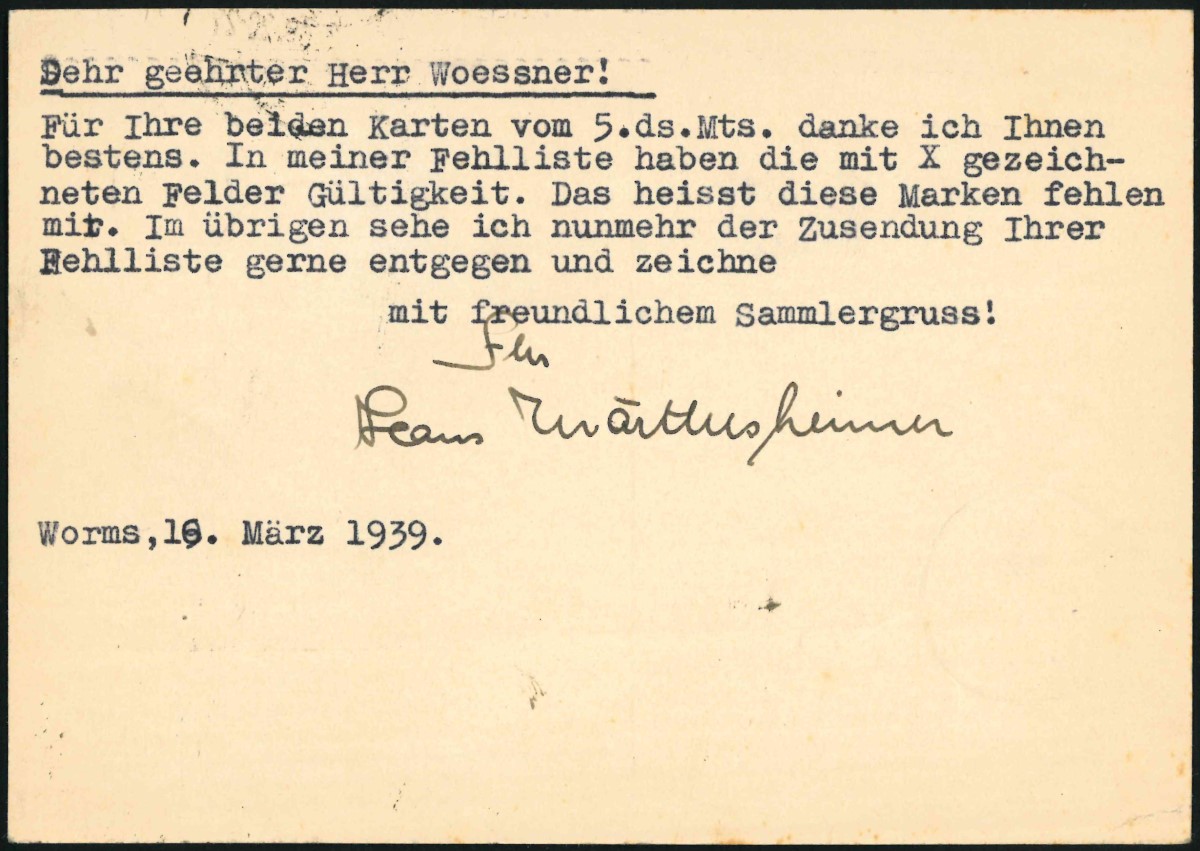 Sehr geehrter Herr Woessner!
Für Ihre beiden Karten vom 5.ds.Mts. danke ich Ihnen
bestens. In meiner Fehlliste haben die mit X gezeich-
neten Felder Gültigkeit. Das heisst diese Marken fehlen
mir. Im übrigen sehe ich nunmehr der Zusendung Ihrer
Fehlliste gerne entgegen und zeichne
mit freundlichem Sammlergruss!
Ihr
Hans
Worms, März 1939.